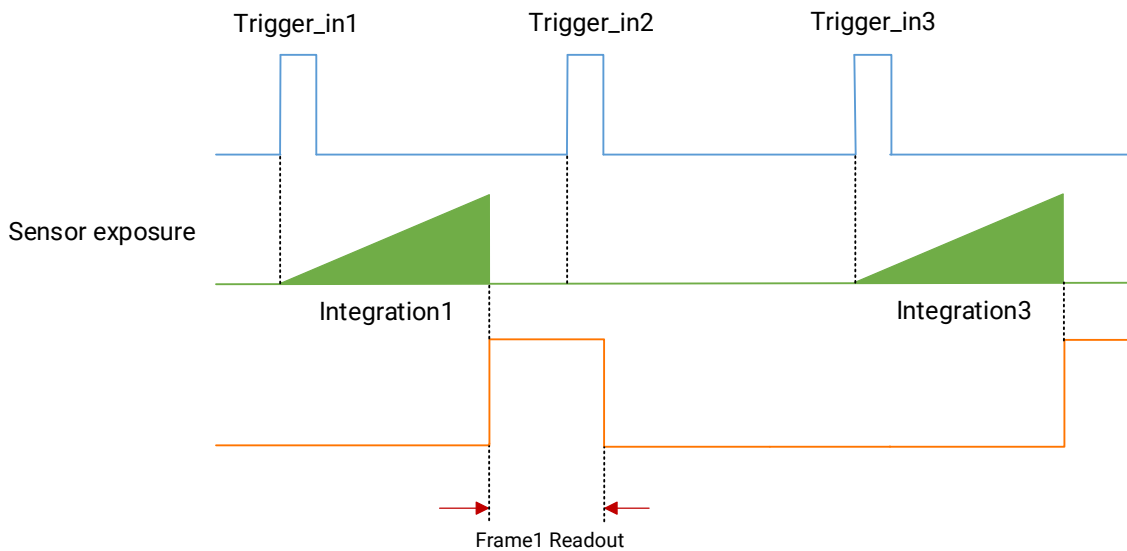 Trigger_in1
Trigger_in2
Trigger_in3
Sensor exposure
Integration1
Integration3
Frame1 Readout